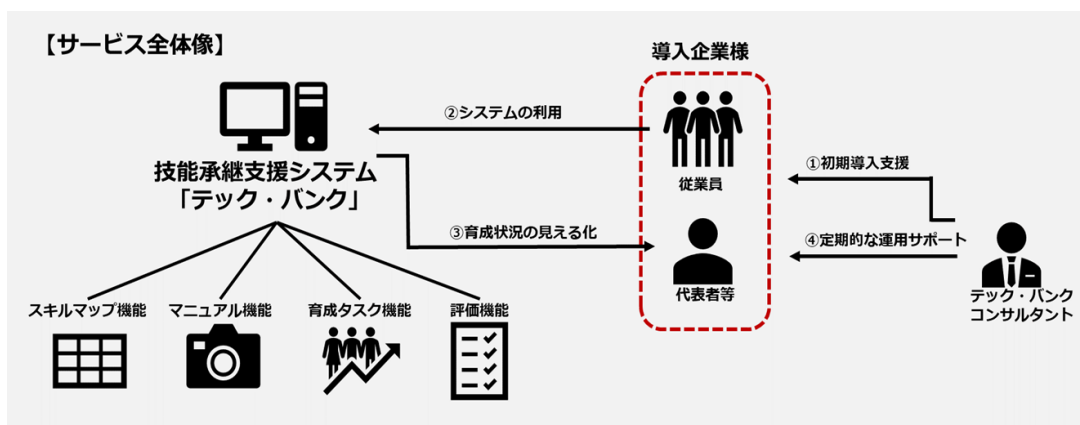 【サービス全体像】
導入企業様
②システムの利用
技能承継支援システム
「テック・バンク」
従業員
①初期導入支援
③育成状況の見える化
④定期的な運用サポート
代表者等
テック・バンク
コンサルタント
スキルマップ機能
マニュアル機能
育成タスク機能
評価機能